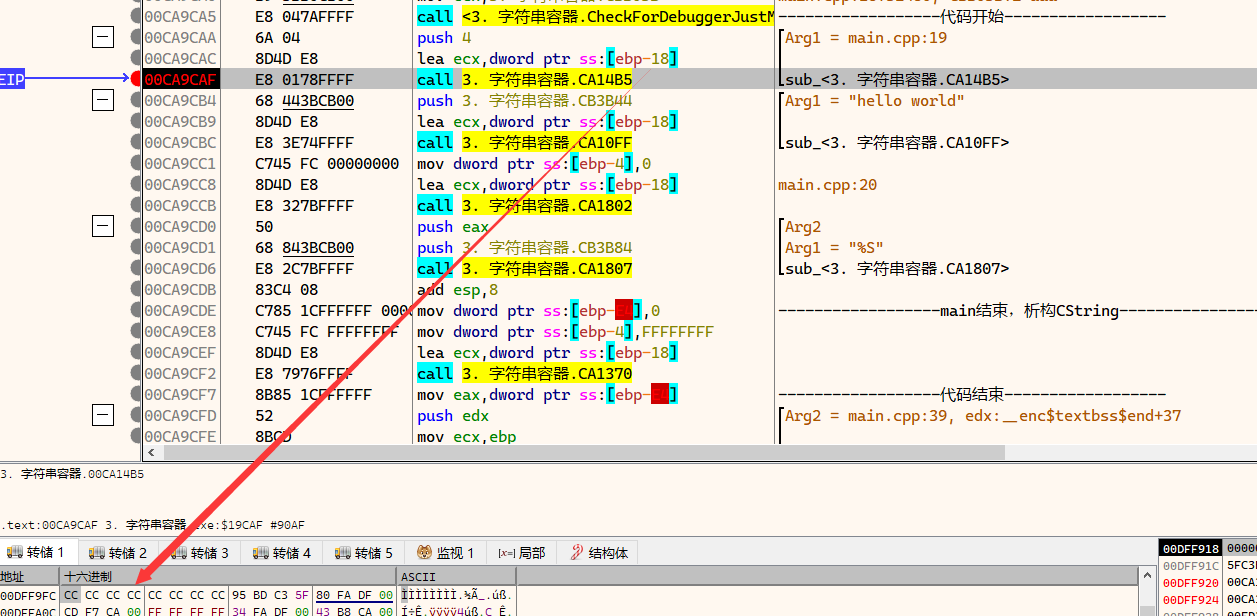 00CA9CA5 E8 047AFFFF call <3. 字符串容器.CheckForDebuggerJustM -----------------代码开始-----------------
00CA9CAA 6A 04 push 4 Arg1 = main.cpp:19
00CA9CAC 8D4D E8 lea ecx,dword ptr ss:[ebp-18]
EIP 00CA9CAF E8 0178FFFF call 3. 字符串容器.CA14B5 sub_<3. 字符串容器.CA14B5>
00CA9CB4 68 443BCB00 push 3. 字符串容器.CB3B44 Arg1 = "hello world"
00CA9CB9 8D4D E8 lea ecx,dword ptr ss:[ebp-18]
00CA9CBC E8 3E74FFFF call 3. 字符串容器.CA10FF sub_<3. 字符串容器.CA10FF>
00CA9CC1 C745 FC 00000000 mov dword ptr ss:[ebp-4],0
00CA9CC8 8D4D E8 lea ecx,dword ptr ss:[ebp-18] main.cpp:20
00CA9CCB E8 327BFFFF call 3. 字符串容器.CA1802
00CA9CD0 50 push eax Arg2
00CA9CD1 68 843BCB00 push 3. 字符串容器.CB3B84 Arg1 = "%S"
00CA9CD6 E8 2C7BFFFF call 3. 字符串容器.CA1807 sub_<3. 字符串容器.CA1807>
00CA9CDB 83C4 08 add esp,8
00CA9CDE C785 1CFFFFFF 000 mov dword ptr ss:[ebp-E4],0 -----------------main结束，析构CString---------------
00CA9CE8 C745 FC FFFFFFFF mov dword ptr ss:[ebp-4],FFFFFFFF
00CA9CEF 8D4D E8 lea ecx,dword ptr ss:[ebp-18]
00CA9CF2 E8 7976FFFF call 3. 字符串容器.CA1370
00CA9CF7 8B85 1CFFFFFF mov eax,dword ptr ss:[ebp-E4] -----------------代码结束-----------------
00CA9CFD 52 push edx Arg2 = main.cpp:39, edx:__enc$textbss$end+37
00CA9CFE 8BCD mov ecx,ebp
3. 字符串容器.00CA14B5
.text:00CA9CAF 3. 字符串容器.exe:$19CAF #90AF
转储 1 转储 2 转储 3 转储 4 转储 5 监视 1 [x=] 局部 结构体
地址 十六进制 ASCII
00DFF9FC CC CC CC CC CC CC CC CC 95 BD C3 5F 80 FA DF 00 ÌÌÌÌÌÌÌÌ.½Ã_.úß.
00DFFA0C CD F7 CA 00 FF FF FF FF 34 FA DF 00 43 B8 CA 00 Í÷Ê.ÿÿÿÿ4úß.C¸Ê.
00DFF918 00000
00DFF91C 5FC3
00DFF920 00CA
00DFF924 00CA